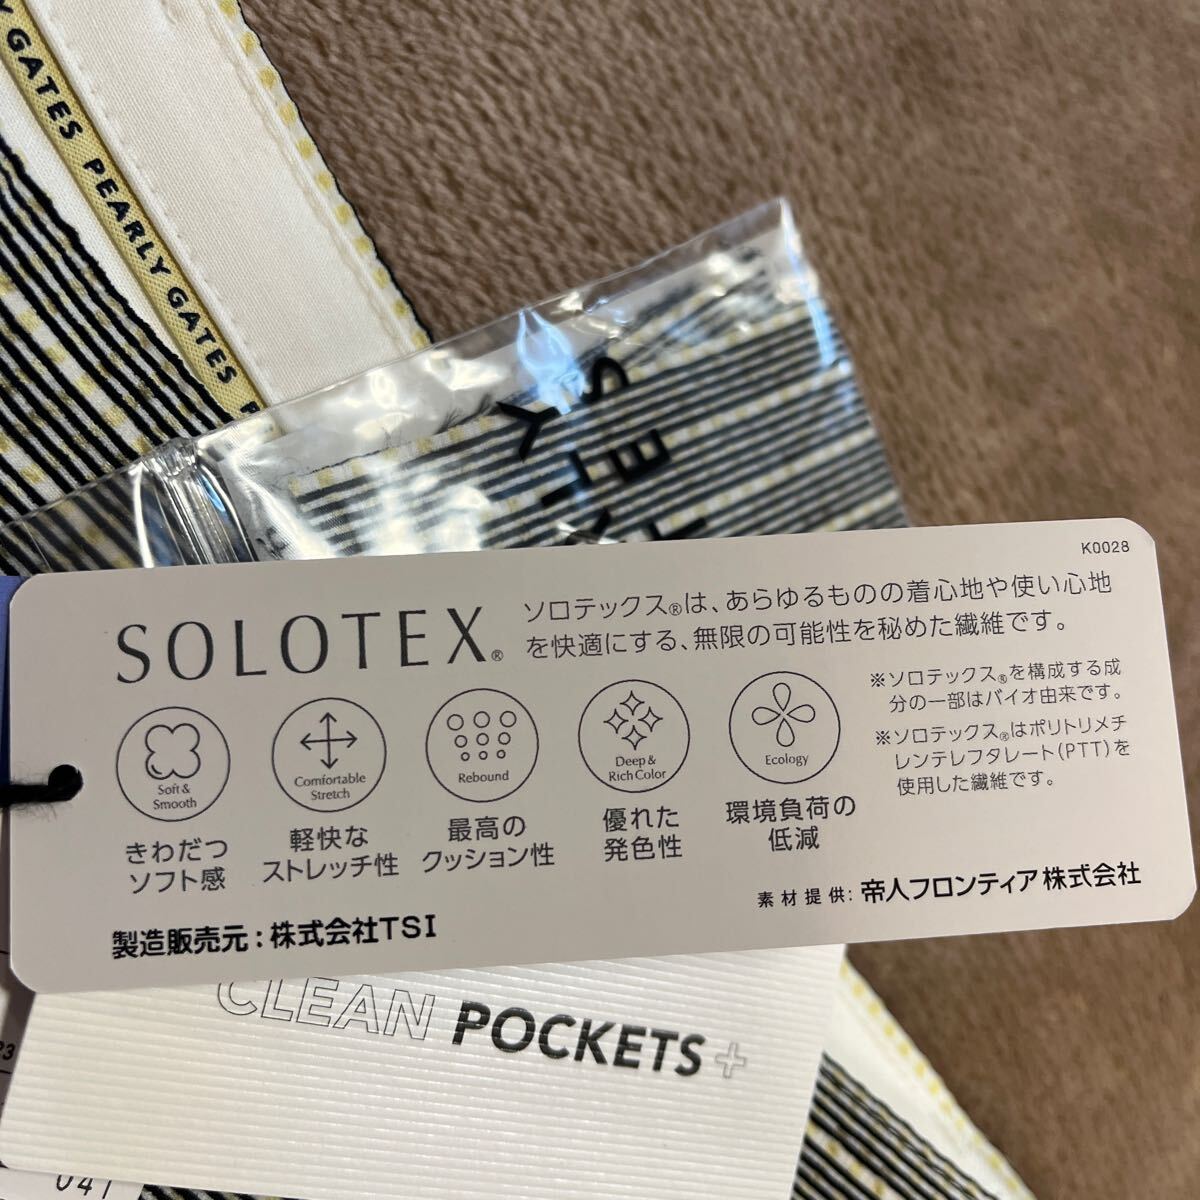 GATES PEARLY GATES
K0028
SOLOTEX®
ソロテックス®は、あらゆるものの着心地や使い心地
を快適にする、無限の可能性を秘めた繊維です。
※ソロテックス®を構成する成
分の一部はバイオ由来です。
※ソロテックス®はポリトリメチ
レンテレフタレート(PTT)を
使用した繊維です。
Soft &
Smooth
きわだつ
ソフト感
Comfortable
Stretch
軽快な
ストレッチ性
Rebound
最高の
クッション性
Deep &
Rich Color
優れた
発色性
Ecology
環境負荷の
低減
素材提供:帝人フロンティア株式会社
製造販売元:株式会社TSI
CLEAN POCKETS+
041